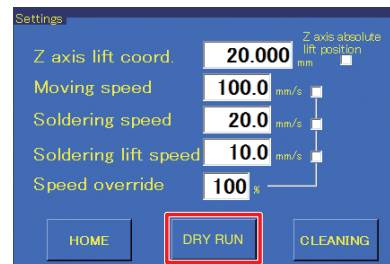 Settings
Z axis absolute
lift position
Z axis lift coord. 20.000 mm
Moving speed 100.0 mm/s
Soldering speed 20.0 mm/s
Soldering lift speed 10.0 mm/s
Speed override 100 %
HOME DRY RUN CLEANING